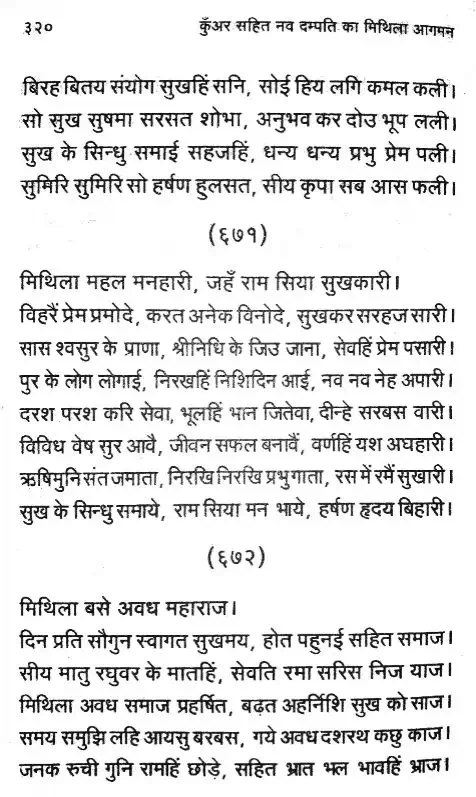 ३२०
कुँअर सहित नव दम्पति का मिथिला आगमन
बिरह बितय संयोग सुखहिं सनि, सोई हिय लगि कमल कली।
सो सुख सुषमा सरसत शोभा, अनुभव कर दोउ भूप लली।
सुख के सिन्धु समाई सहजहिं, धन्य धन्य प्रभु प्रेम पली।
सुमिरि सुमिरि सो हर्षण हुलसत, सीय कृपा सब आस फली।
(६७१)
मिथिला महल मनहारी, जहँ राम सिया सुखकारी।
विहरैं प्रेम प्रमोदे, करत अनेक विनोदे, सुखकर सरहज सारी।
सास श्वसुर के प्राणा, श्रीनिधि के जिउ जाना, सेवहिं प्रेम पसारी।
पुर के लोग लोगाई, निरखहिं निशिदिन आई, नव नव नेह अपारी।
दरश परश करि सेवा, भूलहिं भान जितेवा, दीन्हे सरबस वारी।
विविध वेष सुर आवै, जीवन सफल बनावैं, वर्णहिं यश अघहारी।
ऋषिमुनि संत जमाता, निरखि निरखि प्रभुगाता, रस में रमैं सुखारी।
सुख के सिन्धु समाये, राम सिया मन भाये, हर्षण हृदय बिहारी।
(६७२)
मिथिला बसे अवध महाराज।
दिन प्रति सौगुन स्वागत सुखमय, होत पहुनई सहित समाज।
सीय मातु रघुवर के मातहिं, सेवति रमा सरिस निज याज।
मिथिला अवध समाज प्रहर्षित, बढ़त अहर्निशि सुख को साज।
समय समुझि लहि आयसु बरबस, गये अवध दशरथ कछु काज।
जनक रुची गुनि रामहिं छोड़े, सहित भ्रात भल भावहिं भ्राज।